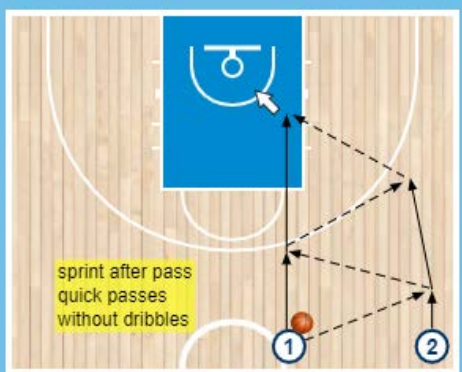 sprint after pass
quick passes
without dribbles
1
2